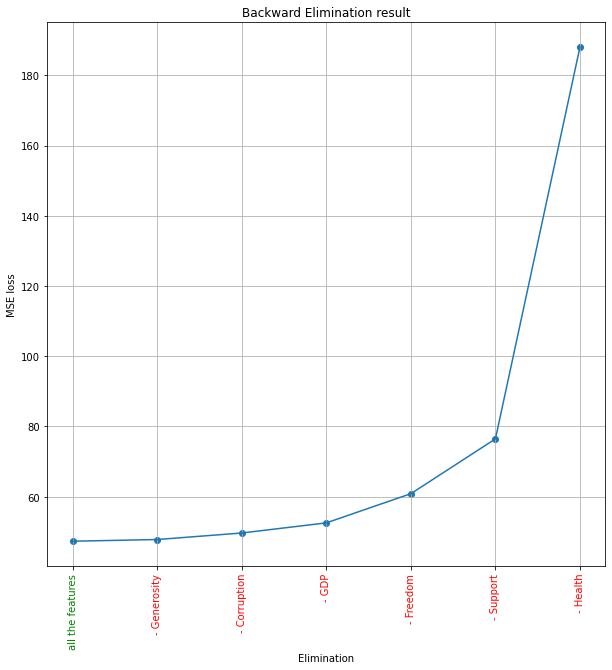 Backward Elimination result
MSE loss
180
160
140
120
100
80
60
all the features
- Generosity
- Corruption
- GDP
- Freedom
- Support
- Health
Elimination